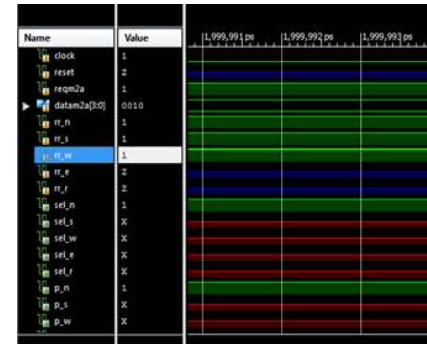 Name Value 1,999,991 ps 1,999,992 ps 1,999,993 ps
clock 1
reset Z
reqm2a 1
datam2a[3:0] 0010
rr_n 1
rr_s 1
rr_w 1
rr_e Z
rr_r Z
sel_n 1
sel_s X
sel_w X
sel_e X
sel_r X
p_n 1
p_s X
p_w X